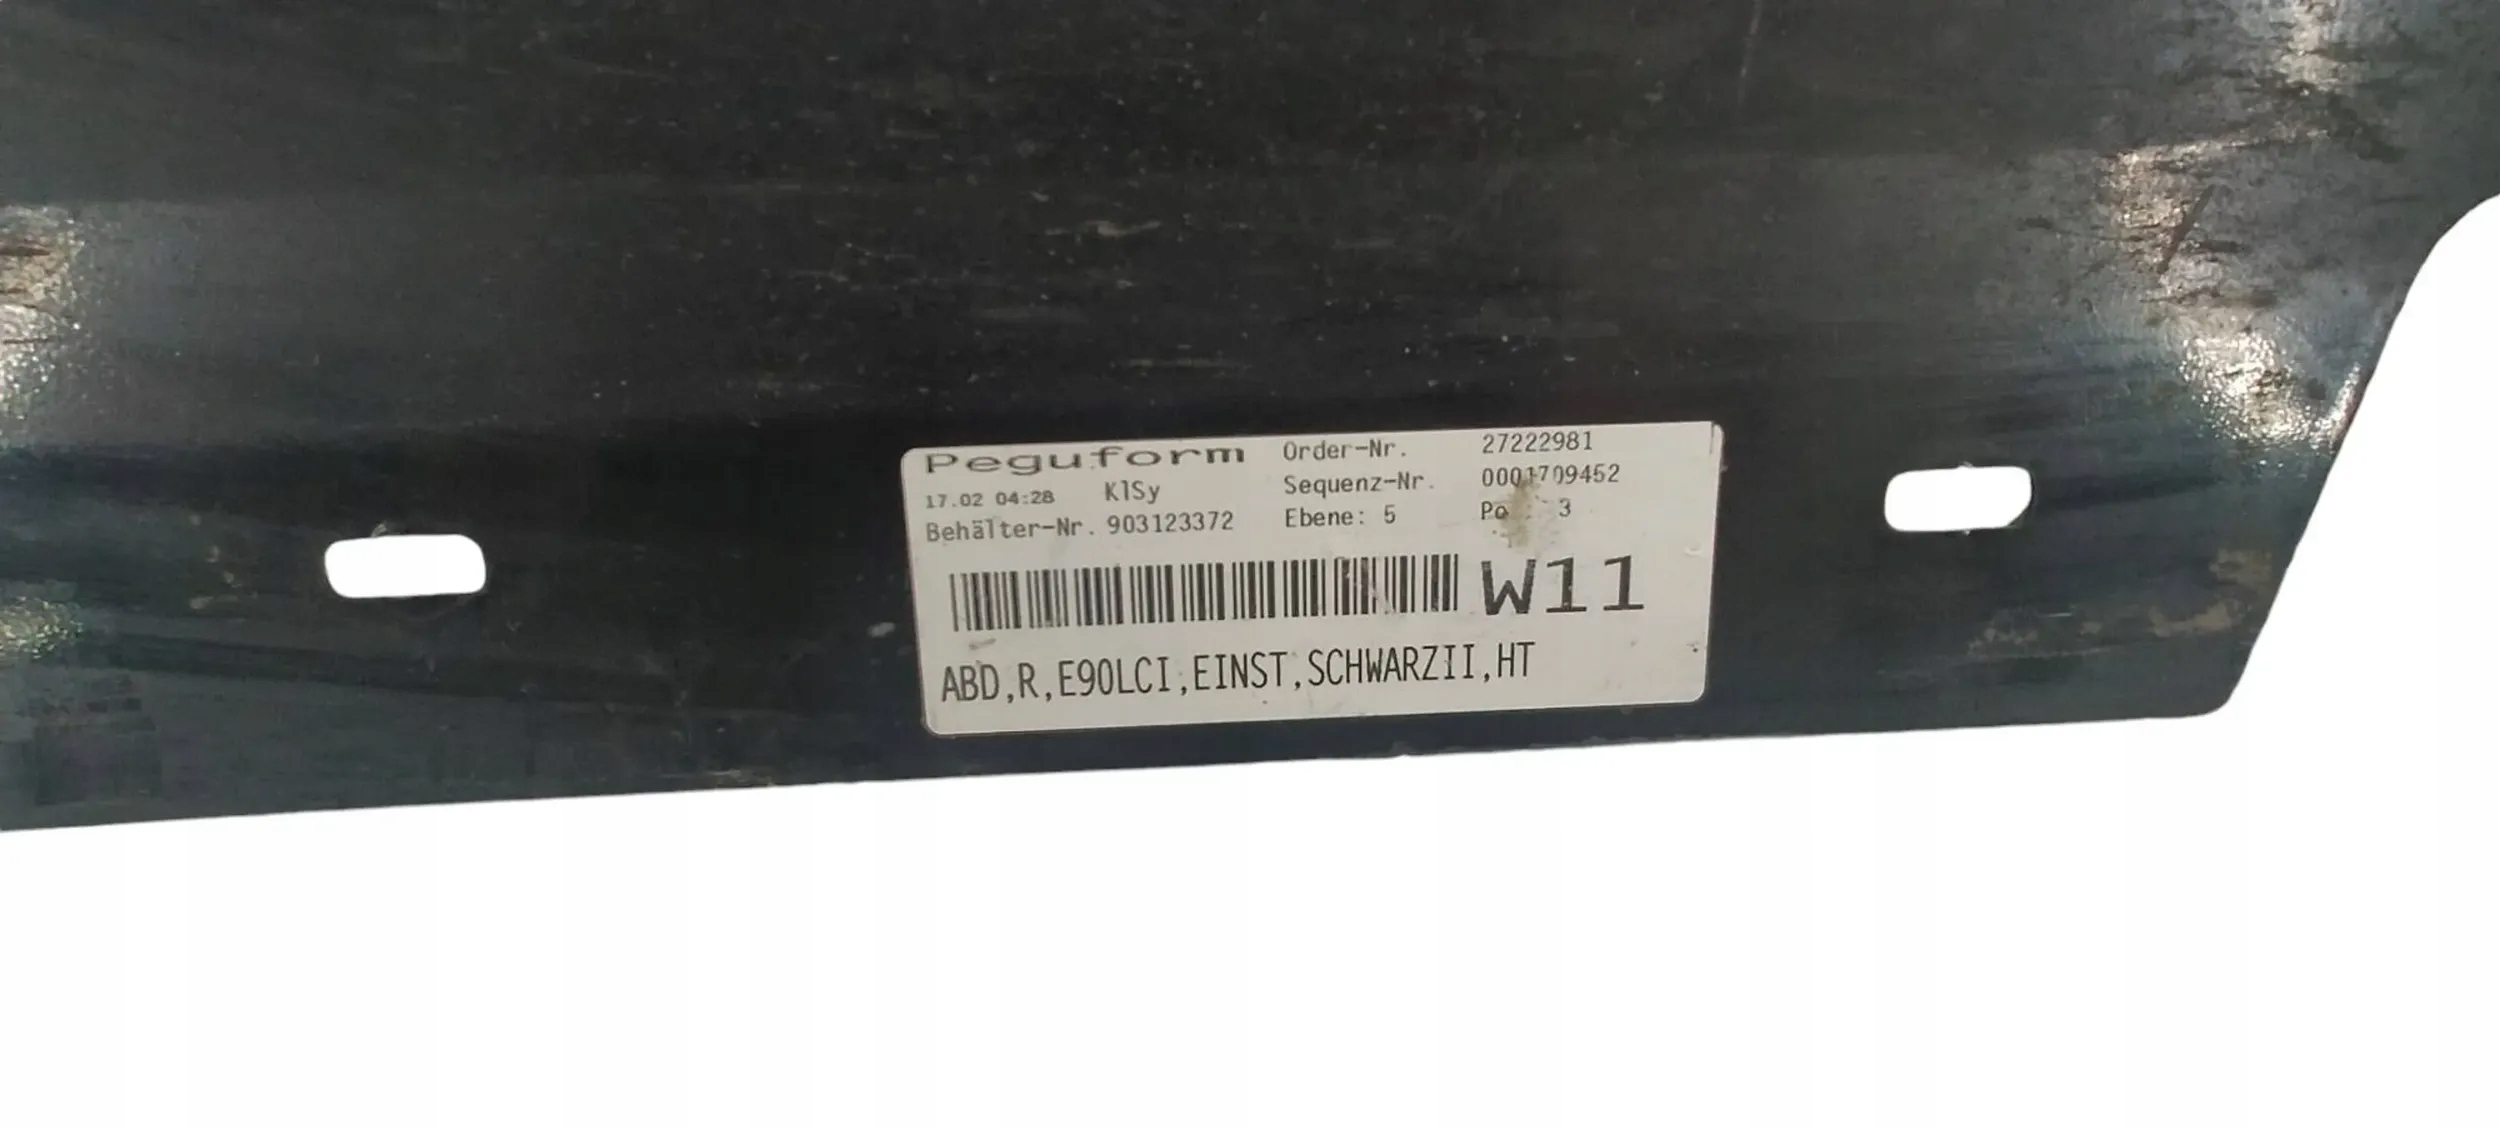 Peguform Order-Nr. 27222981
17.02 04:28 KlSy Sequenz-Nr. 0001709452
Behälter-Nr. 903123372 Ebene: 5 3
W11
ABD,R,E90LCI,EINST,SCHWARZII,HT